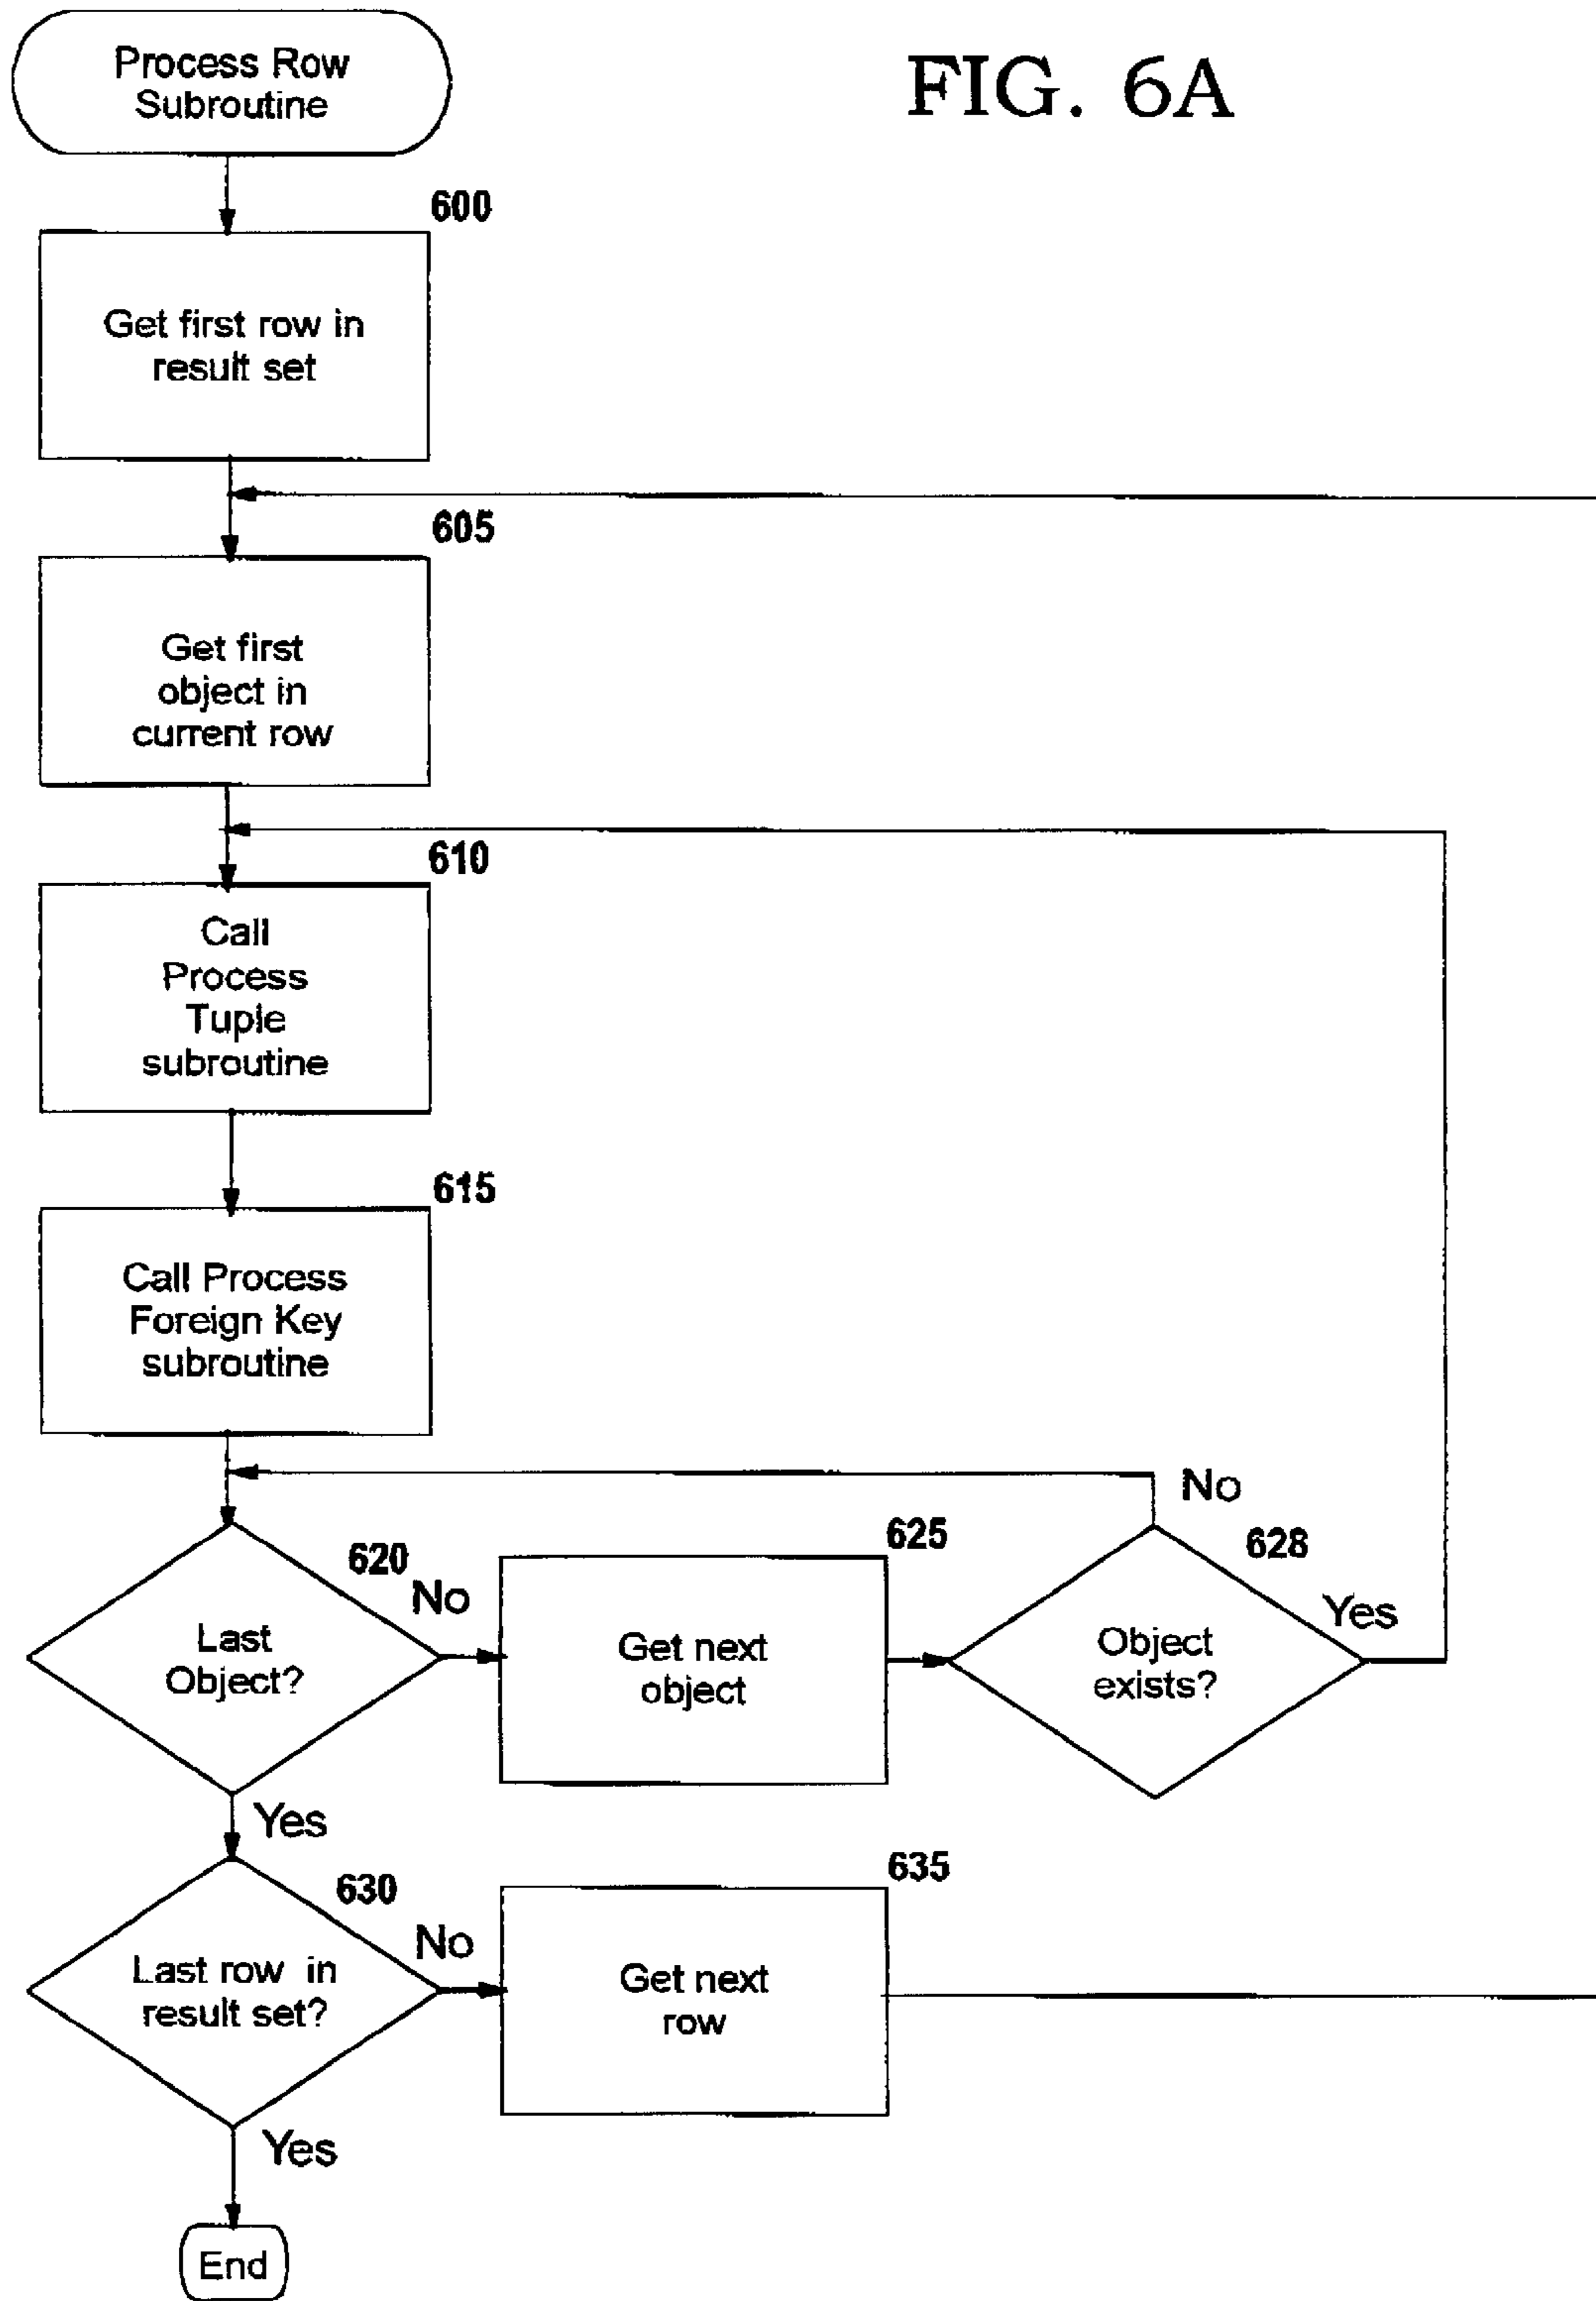 Process Row
Subroutine
FIG. 6A
600
Get first row in
result set
605
Get first
object in
current row
610
Call
Process
Tuple
subroutine
615
Call Process
Foreign Key
subroutine
620
Last
Object?
No
625
Get next
object
628
Object
exists?
No
Yes
Yes
630
Last row in
result set?
No
635
Get next
row
Yes
End